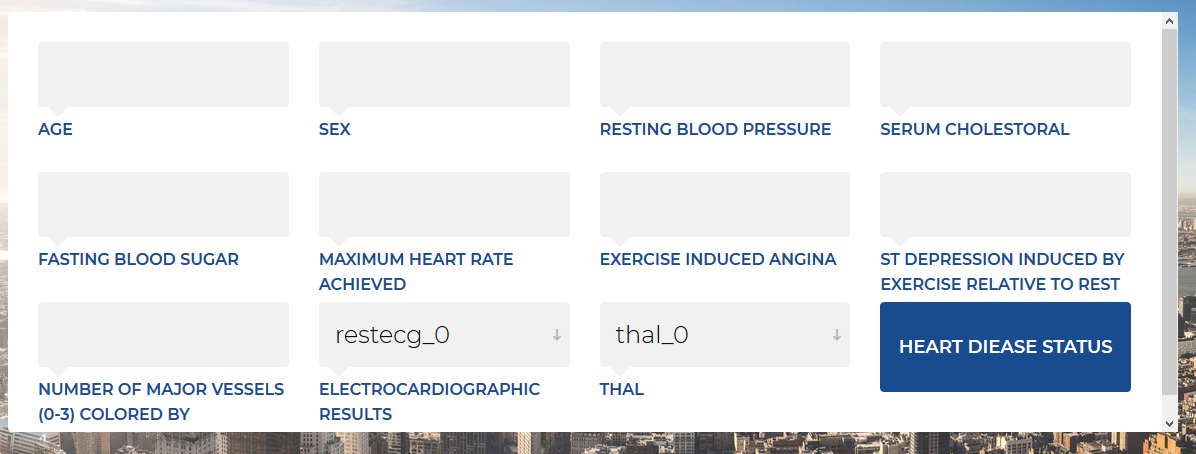 AGE
SEX
RESTING BLOOD PRESSURE
SERUM CHOLESTORAL
FASTING BLOOD SUGAR
MAXIMUM HEART RATE
ACHIEVED
EXERCISE INDUCED ANGINA
ST DEPRESSION INDUCED BY
EXERCISE RELATIVE TO REST
restecg_0
thal_0
HEART DIEASE STATUS
NUMBER OF MAJOR VESSELS
(0-3) COLORED BY
ELECTROCARDIOGRAPHIC
RESULTS
THAL